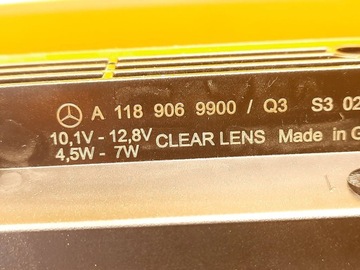 A 118 906 9900 / Q3 S3 02
10,1V - 12,8V CLEAR LENS Made in G
4,5W - 7W